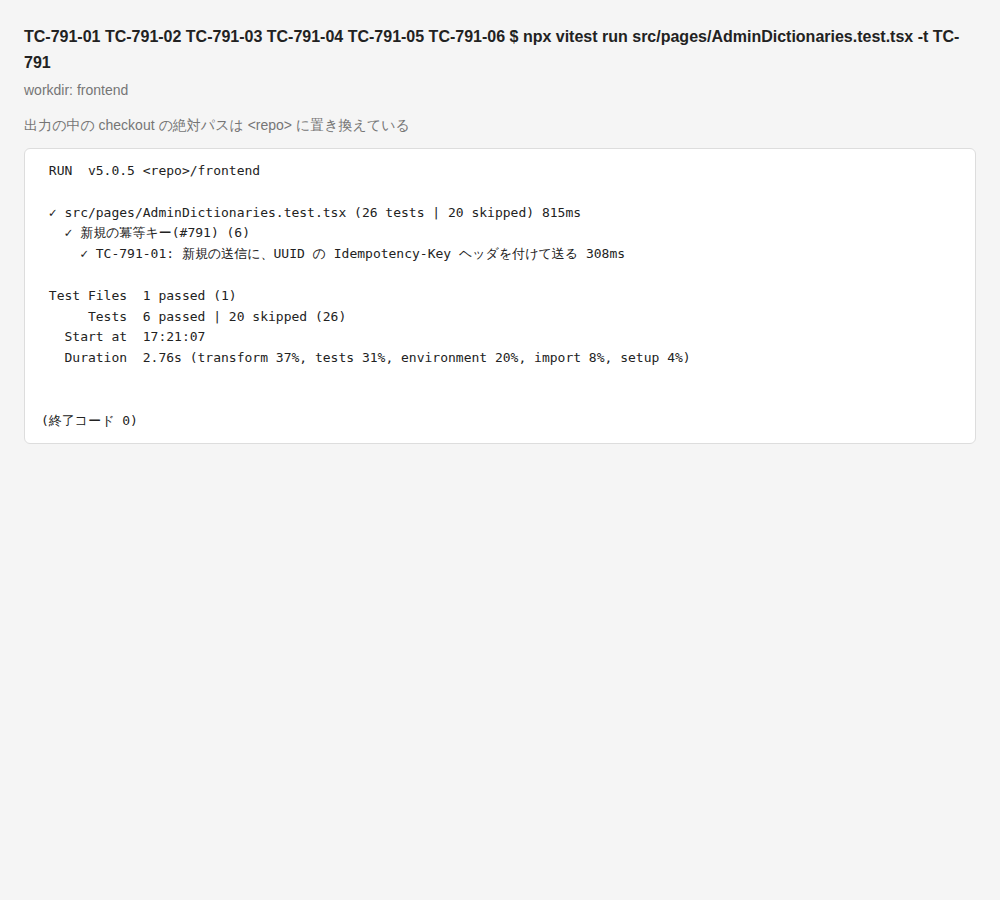 TC-791-01 TC-791-02 TC-791-03 TC-791-04 TC-791-05 TC-791-06 $ npx vitest run src/pages/AdminDictionaries.test.tsx -t TC-
791
workdir: frontend
出力の中の checkout の絶対パスは <repo> に置き換えている
RUN  v5.0.5 <repo>/frontend
✓ src/pages/AdminDictionaries.test.tsx (26 tests | 20 skipped) 815ms
✓ 新規の冪等キー(#791) (6)
✓ TC-791-01: 新規の送信に、UUID の Idempotency-Key ヘッダを付けて送る 308ms
Test Files  1 passed (1)
Tests  6 passed | 20 skipped (26)
Start at  17:21:07
Duration  2.76s (transform 37%, tests 31%, environment 20%, import 8%, setup 4%)
(終了コード 0)